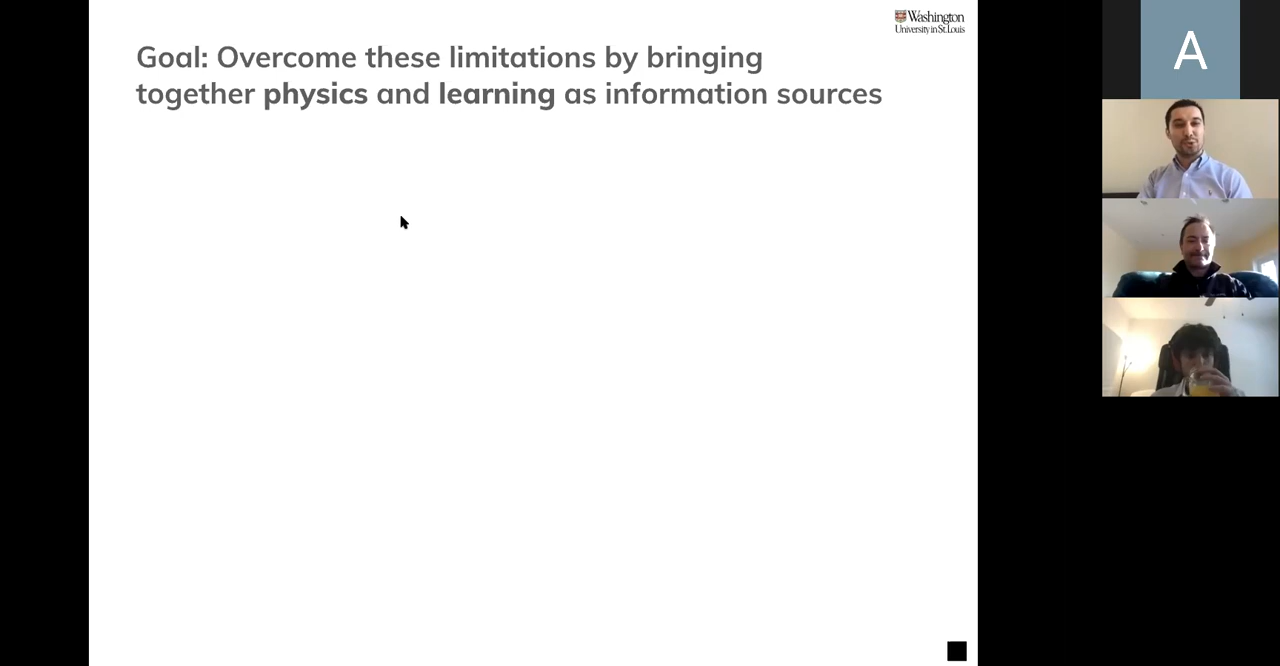 Washington
University in St. Louis
Goal: Overcome these limitations by bringing
together physics and learning as information sources
A